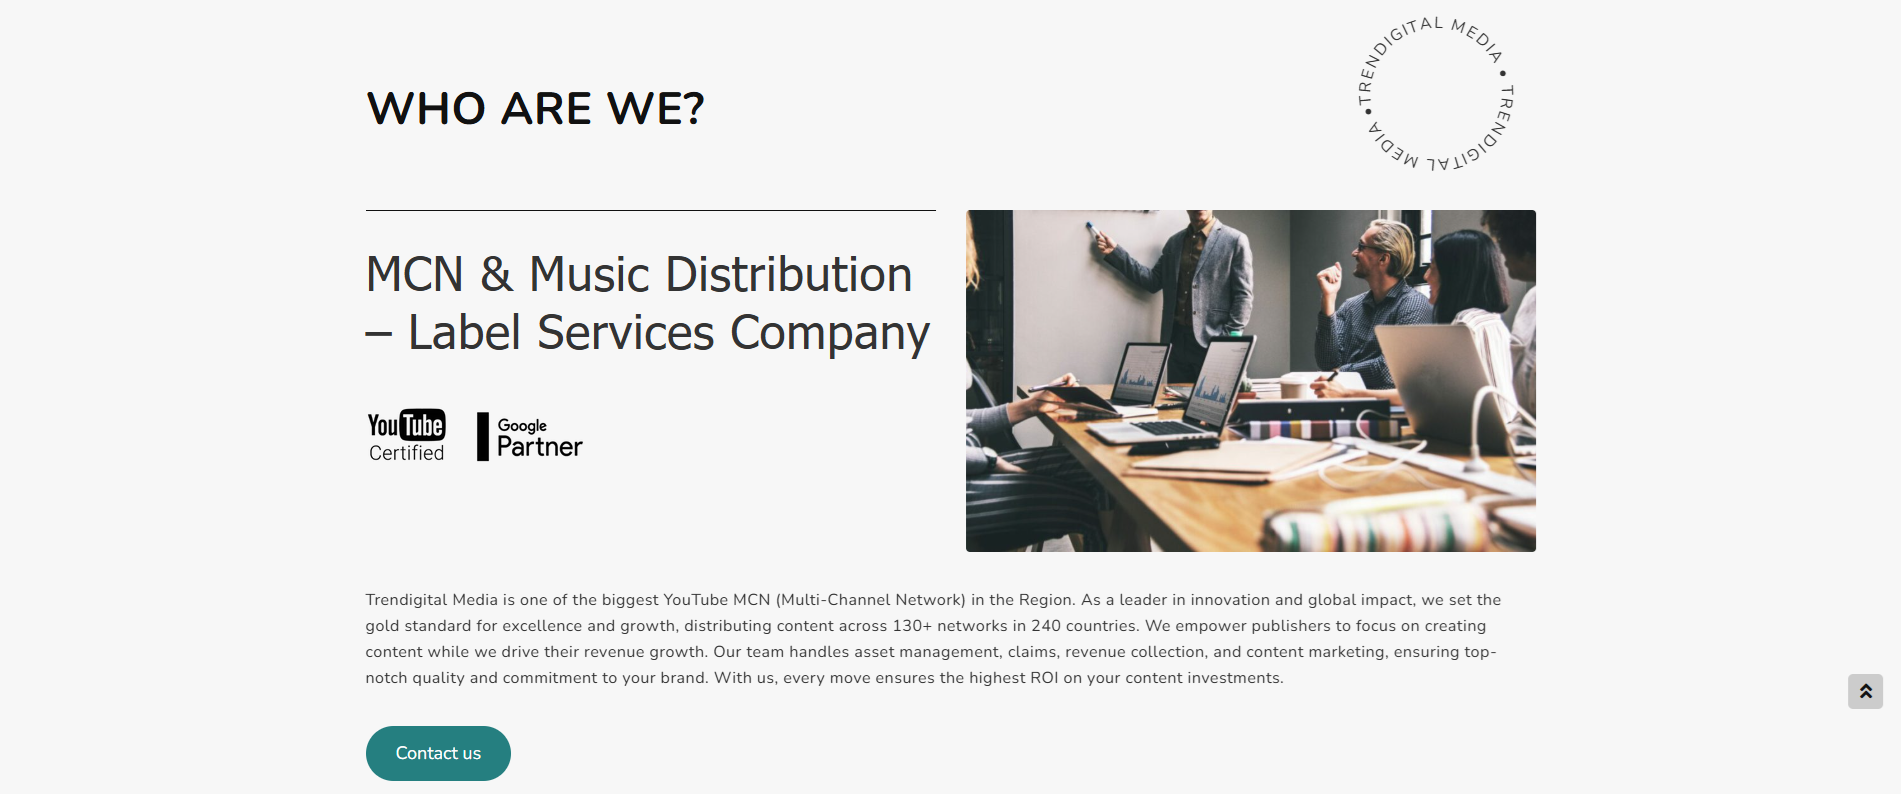 TRENDIGITAL MEDIA • TRENDIGITAL MEDIA •
WHO ARE WE?
MCN & Music Distribution
– Label Services Company
YouTube
Certified
Google
Partner
Trendigital Media is one of the biggest YouTube MCN (Multi-Channel Network) in the Region. As a leader in innovation and global impact, we set the
gold standard for excellence and growth, distributing content across 130+ networks in 240 countries. We empower publishers to focus on creating
content while we drive their revenue growth. Our team handles asset management, claims, revenue collection, and content marketing, ensuring top-
notch quality and commitment to your brand. With us, every move ensures the highest ROI on your content investments.
Contact us